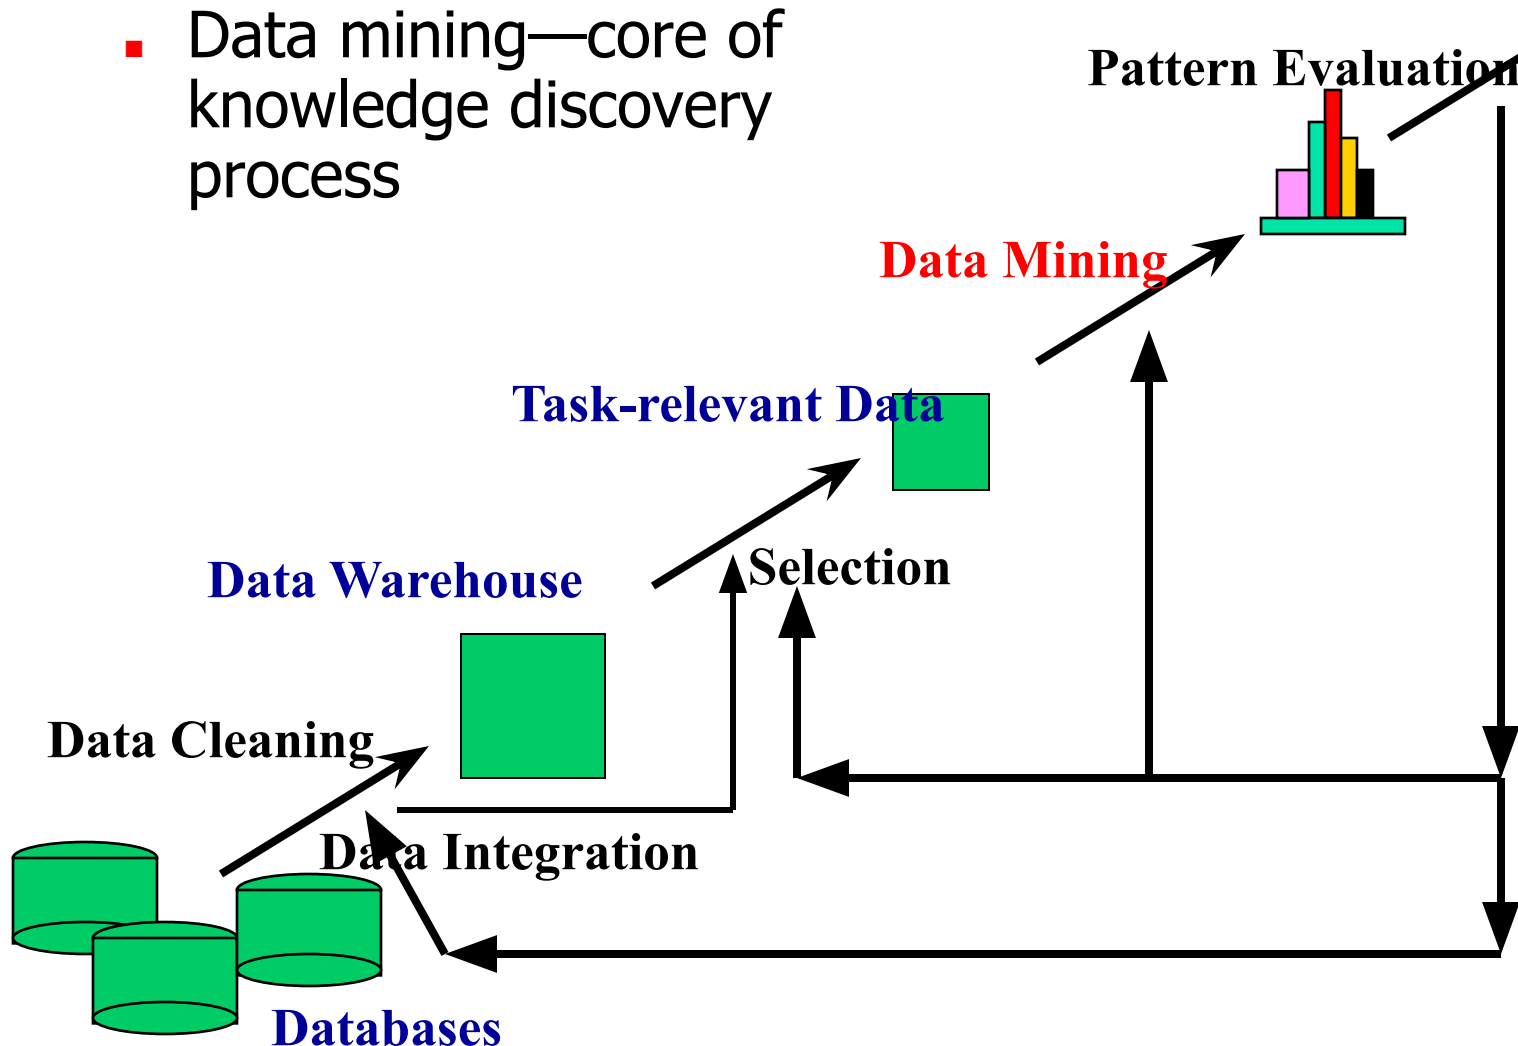 Data mining—core of
knowledge discovery
process
Pattern Evaluation
Data Mining
Task-relevant Data
Selection
Data Warehouse
Data Cleaning
Data Integration
Databases